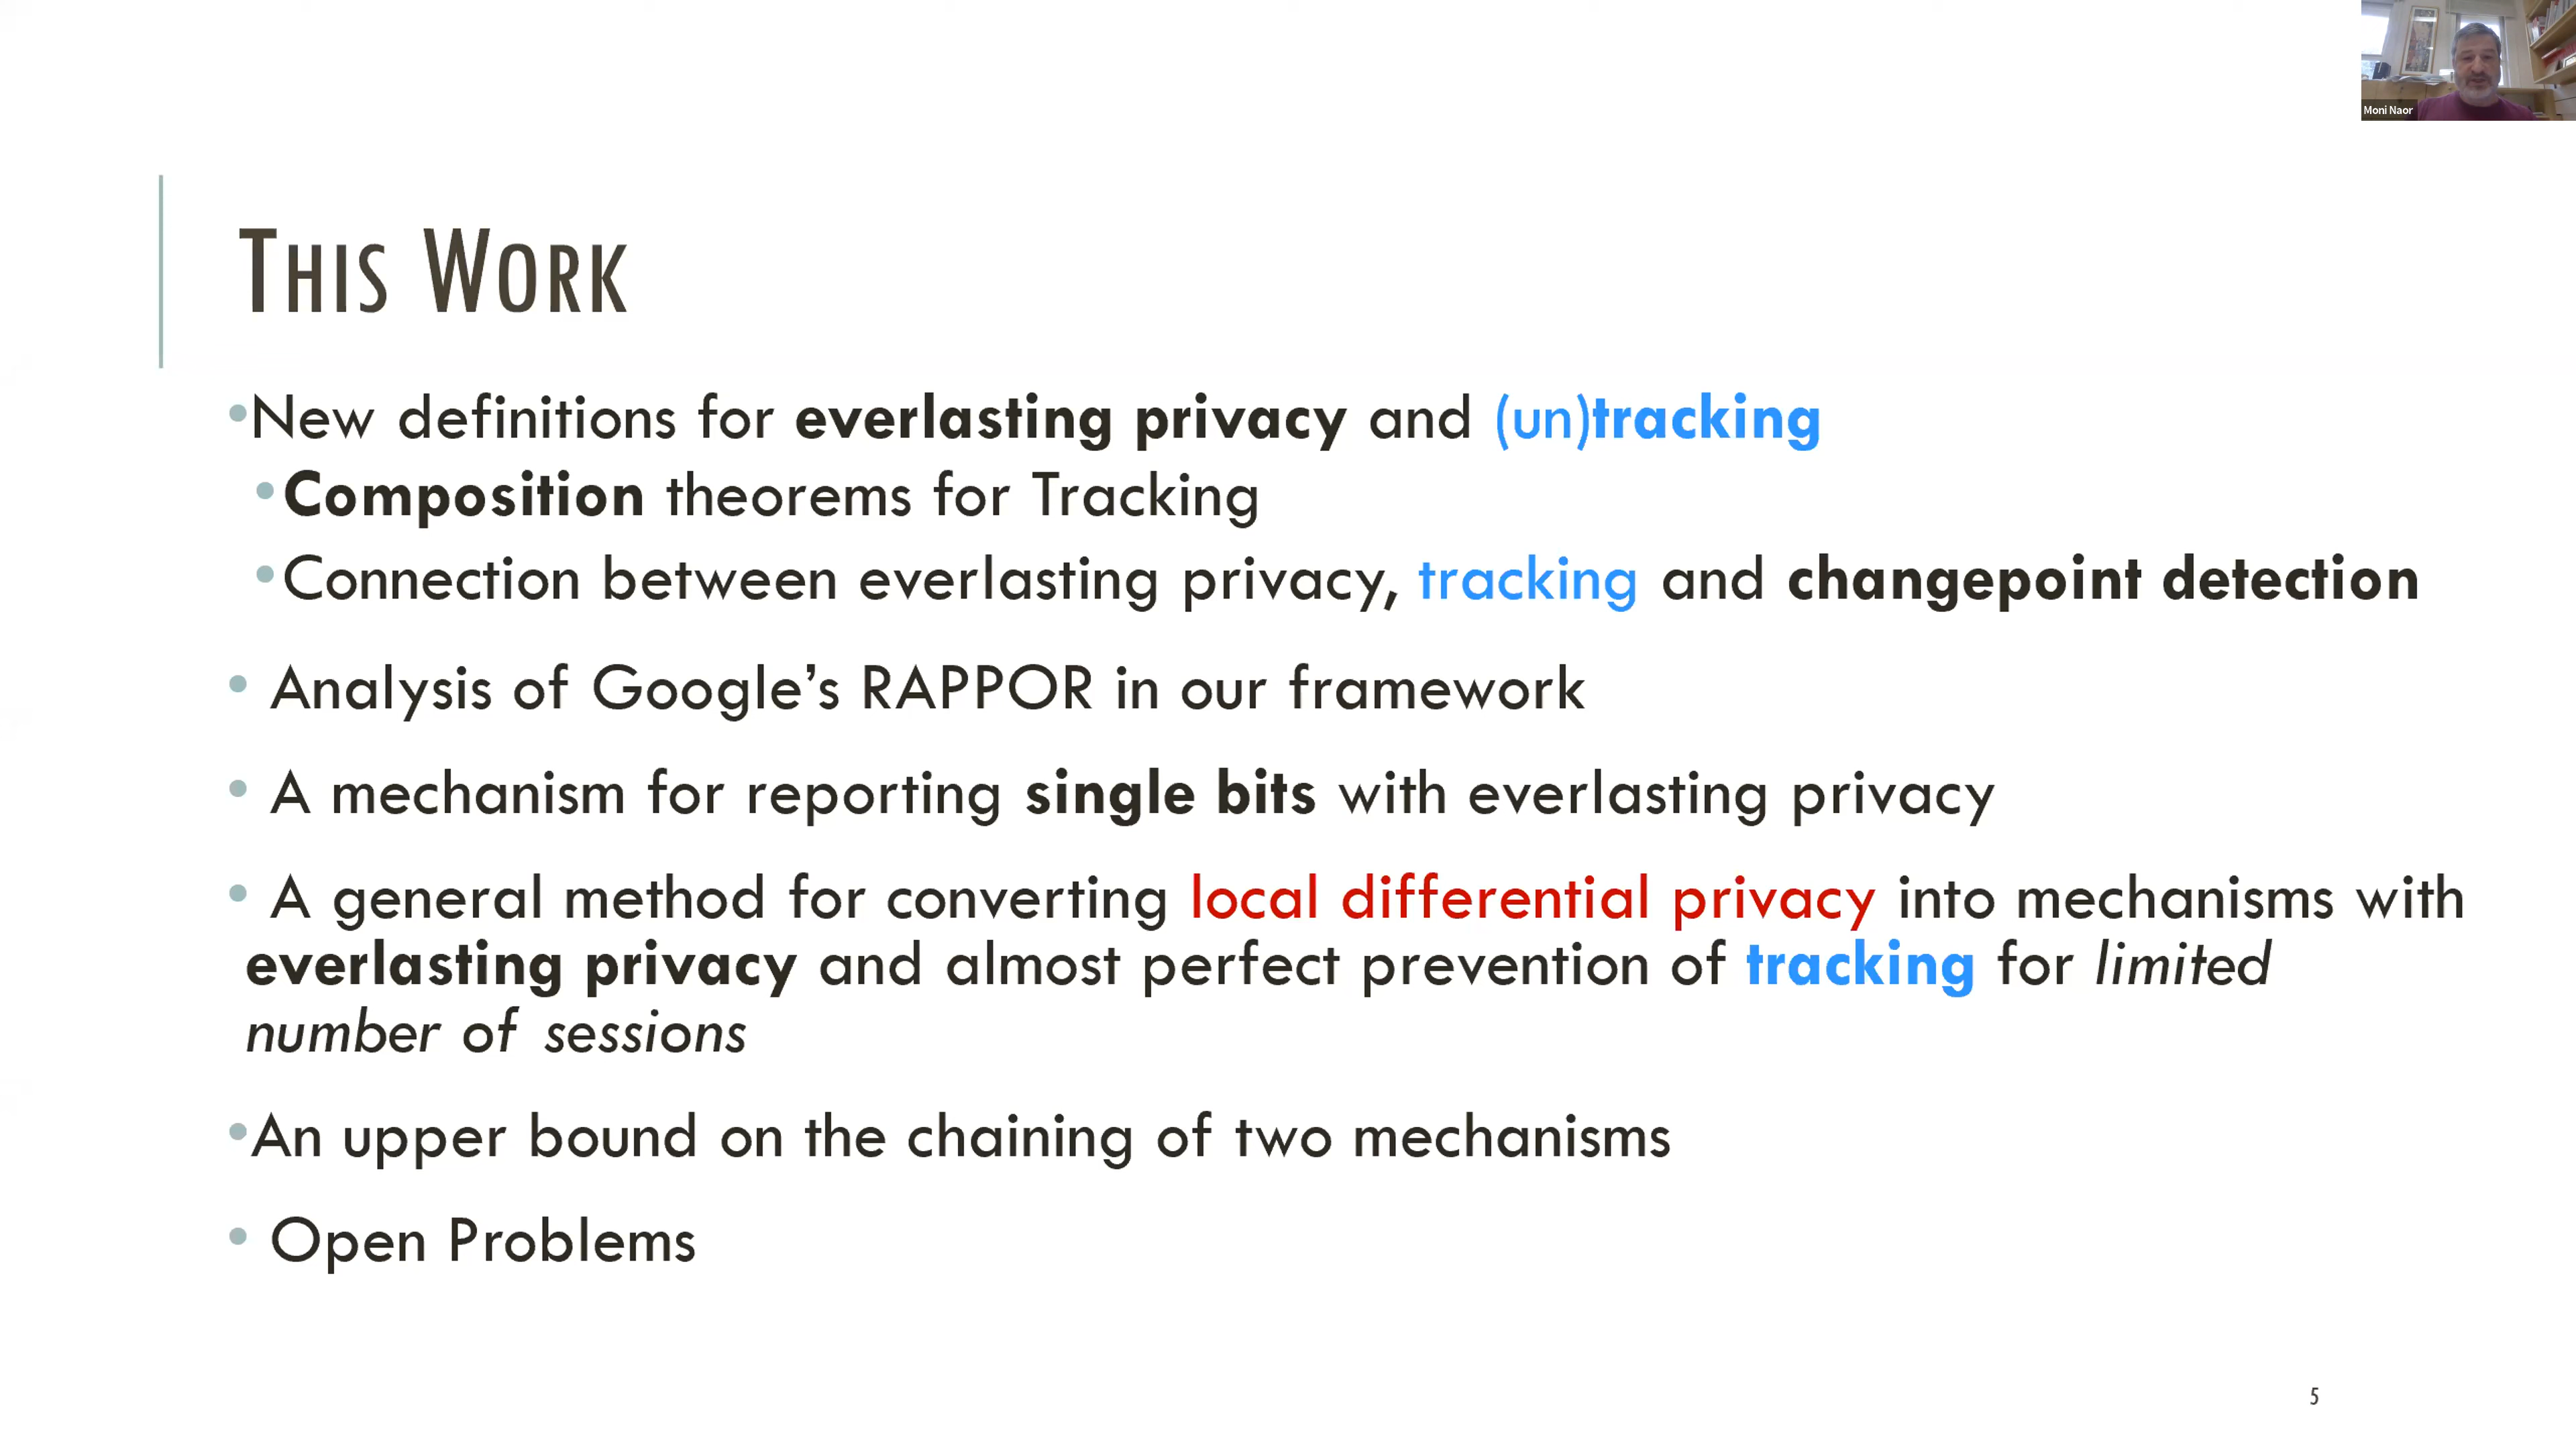 Moni Naor
THIS WORK
•New definitions for everlasting privacy and (un)tracking
•Composition theorems for Tracking
•Connection between everlasting privacy, tracking and changepoint detection
• Analysis of Google’s RAPPOR in our framework
• A mechanism for reporting single bits with everlasting privacy
• A general method for converting local differential privacy into mechanisms with
everlasting privacy and almost perfect prevention of tracking for limited
number of sessions
•An upper bound on the chaining of two mechanisms
• Open Problems
5